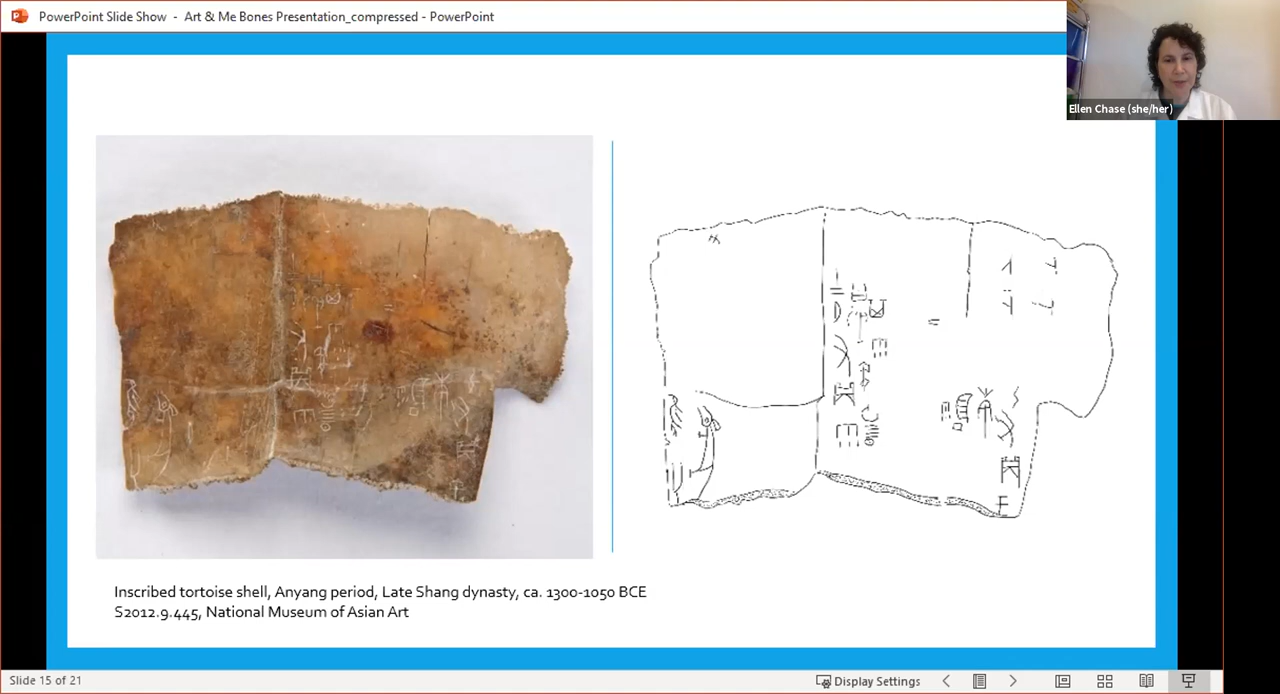 PowerPoint Slide Show - Art & Me Bones Presentation_compressed - PowerPoint
Ellen Chase (she/her)
Inscribed tortoise shell, Anyang period, Late Shang dynasty, ca. 1300-1050 BCE
S2012.9.445, National Museum of Asian Art
Slide 15 of 21
Display Settings